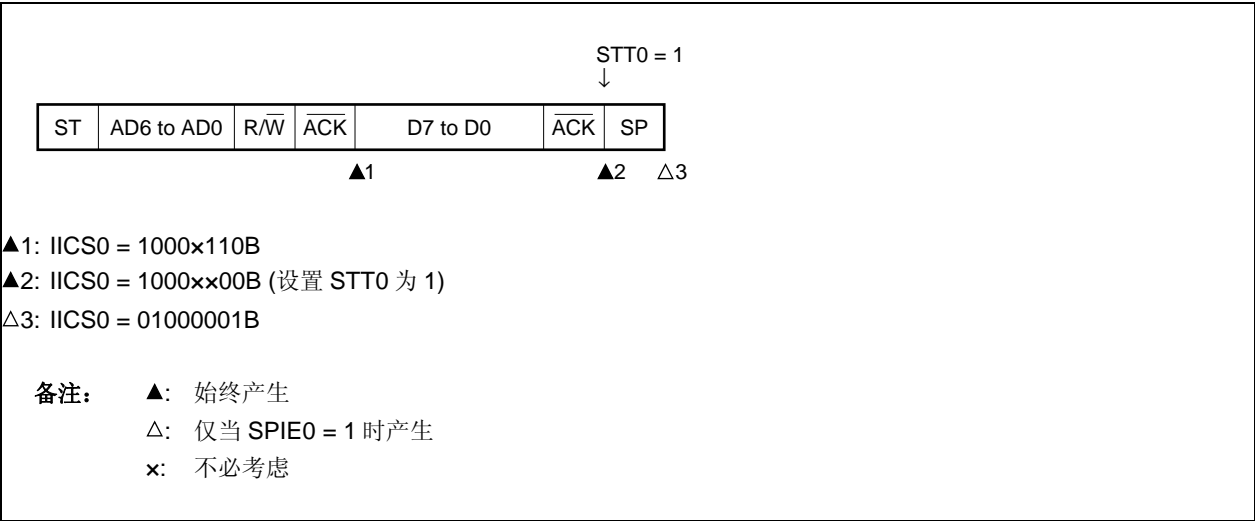 STT0 = 1
↓
ST AD6 to AD0 R/W̅ A̅C̅K̅ D7 to D0 A̅C̅K̅ SP
▲1 ▲2 △3
▲1: IICS0 = 1000×110B
▲2: IICS0 = 1000××00B (设置 STT0 为 1)
△3: IICS0 = 01000001B
备注： ▲: 始终产生
△: 仅当 SPIE0 = 1 时产生
×: 不必考虑